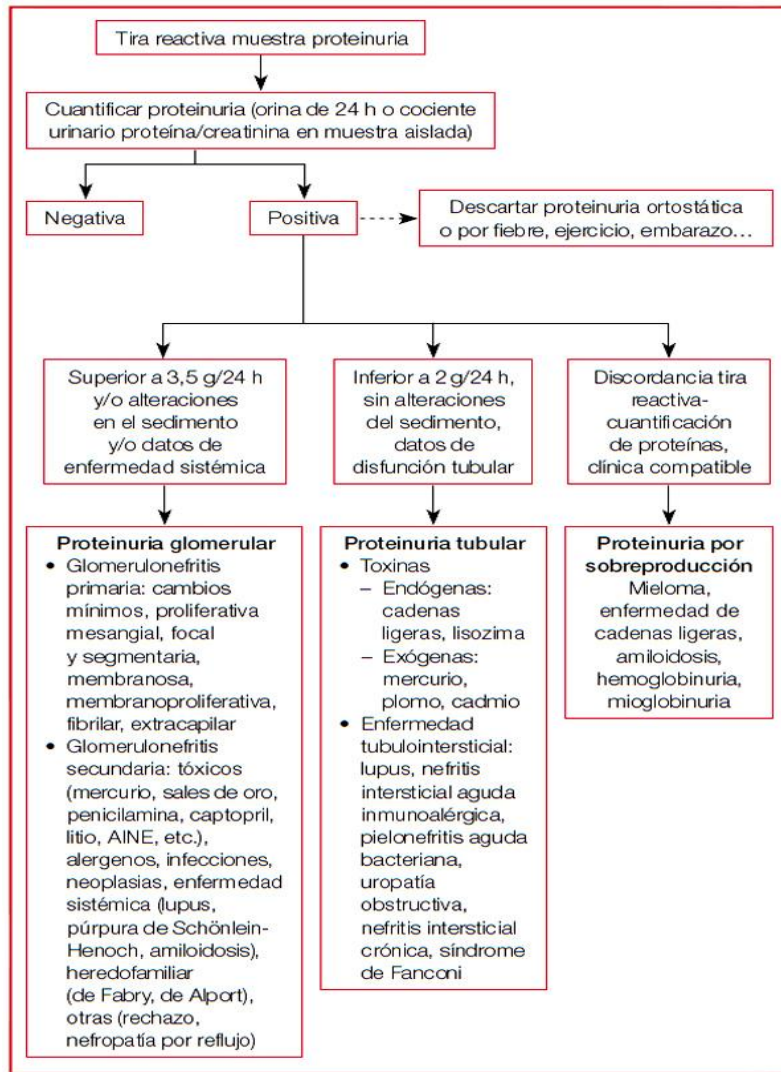 Tira reactiva muestra proteinuria
Cuantificar proteinuria (orina de 24 h o cociente
urinario proteína/creatinina en muestra aislada)
Negativa
Positiva
Descartar proteinuria ortostática
o por fiebre, ejercicio, embarazo...
Superior a 3,5 g/24 h
y/o alteraciones
en el sedimento
y/o datos de
enfermedad sistémica
Inferior a 2 g/24 h,
sin alteraciones
del sedimento,
datos de
disfunción tubular
Discordancia tira
reactiva-
cuantificación
de proteínas,
clínica compatible
Proteinuria glomerular
• Glomerulonefritis
primaria: cambios
mínimos, proliferativa
mesangial, focal
y segmentaria,
membranosa,
membranoproliferativa,
fibrilar, extracapilar
• Glomerulonefritis
secundaria: tóxicos
(mercurio, sales de oro,
penicilamina, captopril,
litio, AINE, etc.),
alergenos, infecciones,
neoplasias, enfermedad
sistémica (lupus,
púrpura de Schönlein-
Henoch, amiloidosis),
heredofamiliar
(de Fabry, de Alport),
otras (rechazo,
nefropatía por reflujo)
Proteinuria tubular
• Toxinas
– Endógenas:
cadenas
ligeras, lisozima
– Exógenas:
mercurio,
plomo, cadmio
• Enfermedad
tubulointersticial:
lupus, nefritis
intersticial aguda
inmunoalérgica,
pielonefritis aguda
bacteriana,
uropatía
obstructiva,
nefritis intersticial
crónica, síndrome
de Fanconi
Proteinuria por
sobreproducción
Mieloma,
enfermedad de
cadenas ligeras,
amiloidosis,
hemoglobinuria,
mioglobinuria